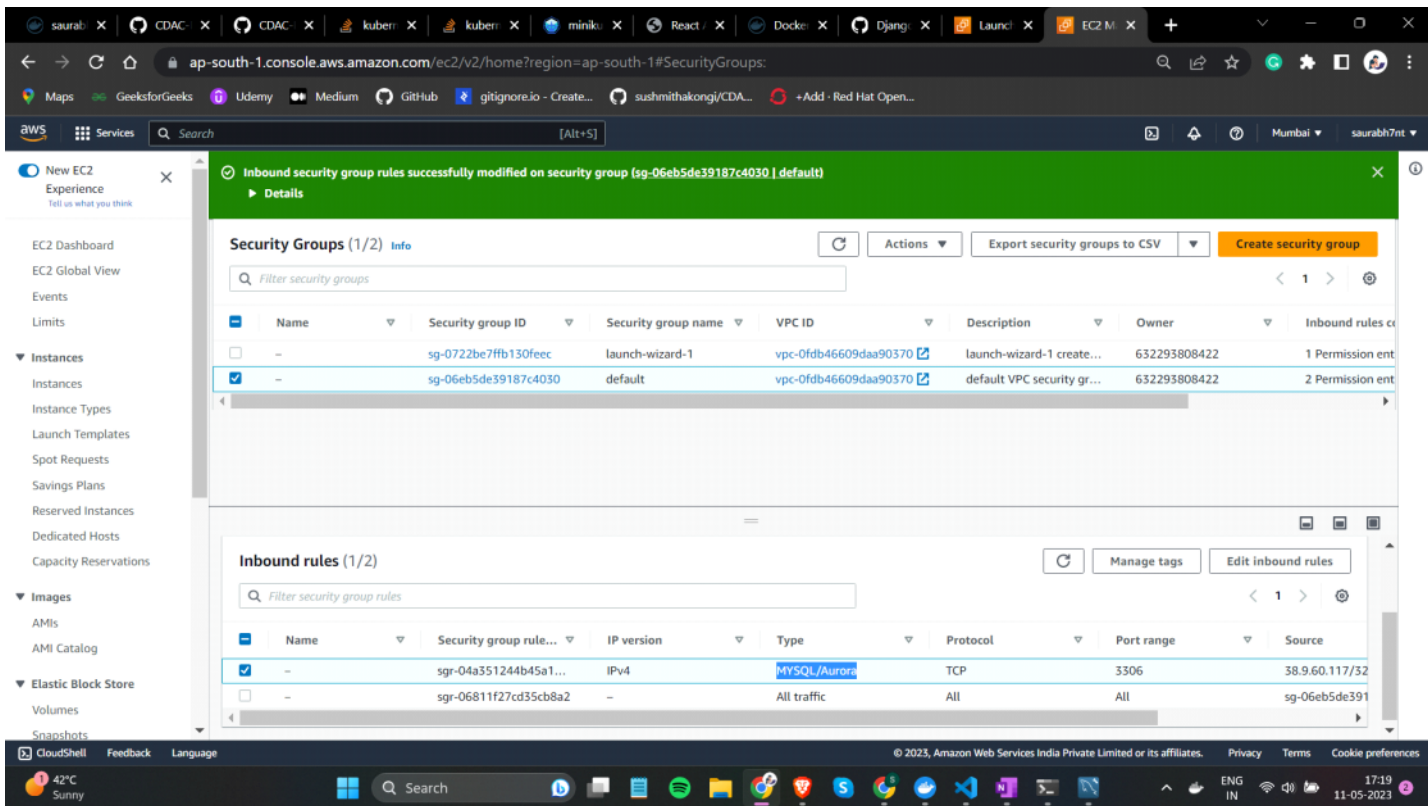 saurab CDAC- CDAC- kubern kubern miniku React / Docke Djang Launch EC2 M
ap-south-1.console.aws.amazon.com/ec2/v2/home?region=ap-south-1#SecurityGroups:
Maps GeeksforGeeks Udemy Medium GitHub gitignore.io - Create... sushmithakongi/CDA... +Add · Red Hat Open...
aws Services Search [Alt+S] Mumbai saurabh7nt
New EC2
Experience
Tell us what you think
Inbound security group rules successfully modified on security group (sg-06eb5de39187c4030 | default)
Details
EC2 Dashboard
EC2 Global View
Events
Limits
Instances
Instances
Instance Types
Launch Templates
Spot Requests
Savings Plans
Reserved Instances
Dedicated Hosts
Capacity Reservations
Images
AMIs
AMI Catalog
Elastic Block Store
Volumes
Snapshots
Security Groups (1/2) Info Actions Export security groups to CSV Create security group
Filter security groups 1
Name Security group ID Security group name VPC ID Description Owner Inbound rules co
– sg-0722be7ffb130feec launch-wizard-1 vpc-0fdb46609daa90370 launch-wizard-1 create... 632293808422 1 Permission ent
– sg-06eb5de39187c4030 default vpc-0fdb46609daa90370 default VPC security gr... 632293808422 2 Permission ent
Inbound rules (1/2) Manage tags Edit inbound rules
Filter security group rules 1
Name Security group rule... IP version Type Protocol Port range Source
– sgr-04a351244b45a1... IPv4 MYSQL/Aurora TCP 3306 38.9.60.117/32
– sgr-06811f27cd35cb8a2 – All traffic All All sg-06eb5de391
CloudShell Feedback Language © 2023, Amazon Web Services India Private Limited or its affiliates. Privacy Terms Cookie preferences
1 42°C
Sunny
Search
ENG
IN
17:19
11-05-2023
2